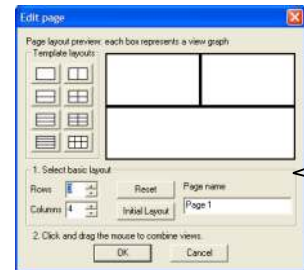 Edit page
Page layout preview: each box represents a view graph
Template layouts
1. Select basic layout
Rows
Reset
Page name
Columns 4
Initial Layout
Page 1
2. Click and drag the mouse to combine views.
OK
Cancel